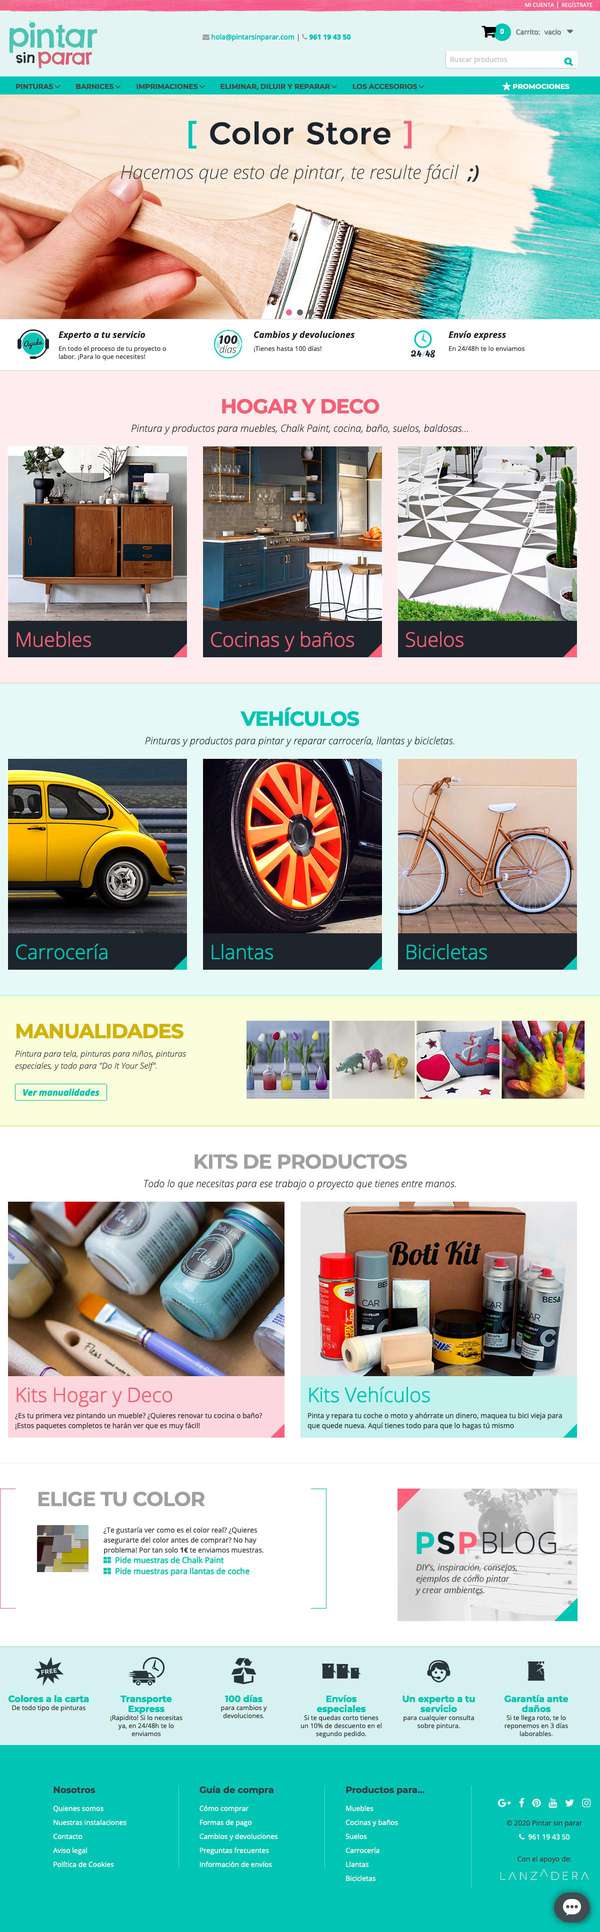 MI CUENTA | REGÍSTRATE
pintar
sin parar
hola@pintarsinparar.com | 961 19 43 50
0 Carrito: vacío
Buscar productos
PINTURAS BARNICES IMPRIMACIONES ELIMINAR, DILUIR Y REPARAR LOS ACCESORIOS PROMOCIONES
[ Color Store ]
Hacemos que esto de pintar, te resulte fácil ;)
Ayuda
Experto a tu servicio
En todo el proceso de tu proyecto o
labor. ¡Para lo que necesites!
100
días
Cambios y devoluciones
¡Tienes hasta 100 días!
24-48
Envío express
En 24/48h te lo enviamos
HOGAR Y DECO
Pintura y productos para muebles, Chalk Paint, cocina, baño, suelos, baldosas...
Muebles
Cocinas y baños
Suelos
VEHÍCULOS
Pinturas y productos para pintar y reparar carrocería, llantas y bicicletas.
Carrocería
Llantas
Bicicletas
MANUALIDADES
Pintura para tela, pinturas para niños, pinturas
especiales, y todo para "Do It Your Self".
Ver manualidades
KITS DE PRODUCTOS
Todo lo que necesitas para ese trabajo o proyecto que tienes entre manos.
Fleur
Boti Kit
CAR
BESA
CAR
BESA
CAR
Kits Hogar y Deco
¿Es tu primera vez pintando un mueble? ¿Quieres renovar tu cocina o baño?
¡Estos paquetes completos te harán ver que es muy fácil!
Kits Vehículos
Pinta y repara tu coche o moto y ahórrate un dinero, maquea tu bici vieja para
que quede nueva. Aquí tienes todo para que lo hagas tú mismo
ELIGE TU COLOR
¿Te gustaría ver como es el color real? ¿Quieres
asegurarte del color antes de comprar? No hay
problema! Por tan solo 1€ te enviamos muestras.
Pide muestras de Chalk Paint
Pide muestras para llantas de coche
PSPBLOG
DIY's, inspiración, consejos,
ejemplos de cómo pintar
y crear ambientes.
FREE
Colores a la carta
De todo tipo de pinturas
Transporte
Express
¡Rapidito! Si lo necesitas
ya, en 24/48h te lo
enviamos
100 días
para cambios y
devoluciones.
Envíos
especiales
Si te quedas corto tienes
un 10% de descuento en el
segundo pedido.
Un experto a tu
servicio
para cualquier consulta
sobre pintura.
Garantía ante
daños
Si te llega roto, te lo
reponemos en 3 días
laborables.
Nosotros
Quienes somos
Nuestras instalaciones
Contacto
Aviso legal
Política de Cookies
Guía de compra
Cómo comprar
Formas de pago
Cambios y devoluciones
Preguntas frecuentes
Información de envíos
Productos para...
Muebles
Cocinas y baños
Suelos
Carrocería
Llantas
Bicicletas
© 2020 Pintar sin parar
961 19 43 50
Con el apoyo de:
LANZADERA